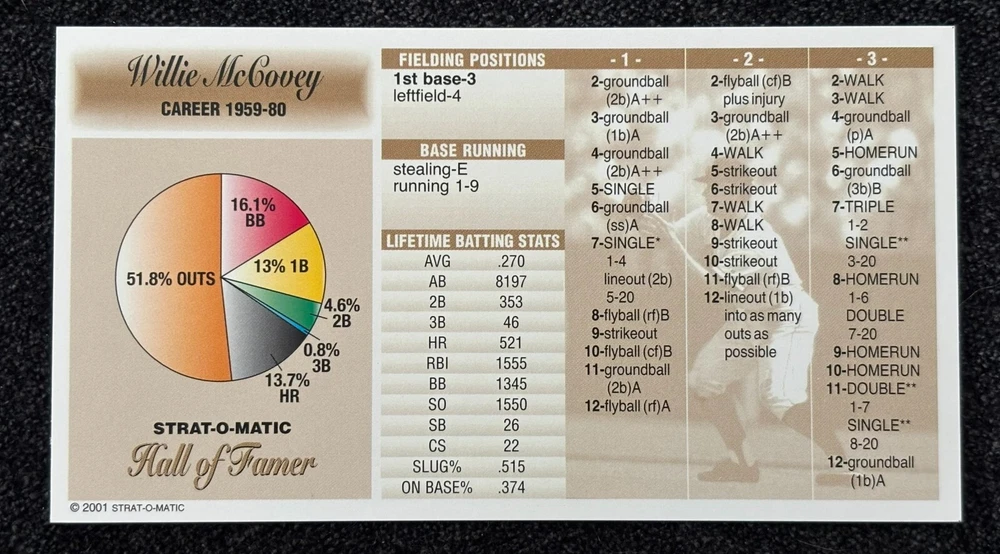 Willie McCovey
CAREER 1959-80
16.1%
BB
13% 1B
51.8% OUTS
4.6%
2B
0.8%
3B
13.7%
HR
STRAT-O-MATIC
Hall of Famer
© 2001 STRAT-O-MATIC
FIELDING POSITIONS
1st base-3
leftfield-4
BASE RUNNING
stealing-E
running 1-9
LIFETIME BATTING STATS
AVG .270
AB 8197
2B 353
3B 46
HR 521
RBI 1555
BB 1345
SO 1550
SB 26
CS 22
SLUG% .515
ON BASE% .374
- 1 -
2-groundball
(2b)A++
3-groundball
(1b)A
4-groundball
(2b)A++
5-SINGLE
6-groundball
(ss)A
7-SINGLE*
1-4
lineout (2b)
5-20
8-flyball (rf)B
9-strikeout
10-flyball (cf)B
11-groundball
(2b)A
12-flyball (rf)A
- 2 -
2-flyball (cf)B
plus injury
3-groundball
(2b)A++
4-WALK
5-strikeout
6-strikeout
7-WALK
8-WALK
9-strikeout
10-strikeout
11-flyball (rf)B
12-lineout (1b)
into as many
outs as
possible
- 3 -
2-WALK
3-WALK
4-groundball
(p)A
5-HOMERUN
6-groundball
(3b)B
7-TRIPLE
1-2
SINGLE**
3-20
8-HOMERUN
1-6
DOUBLE
7-20
9-HOMERUN
10-HOMERUN
11-DOUBLE**
1-7
SINGLE**
8-20
12-groundball
(1b)A